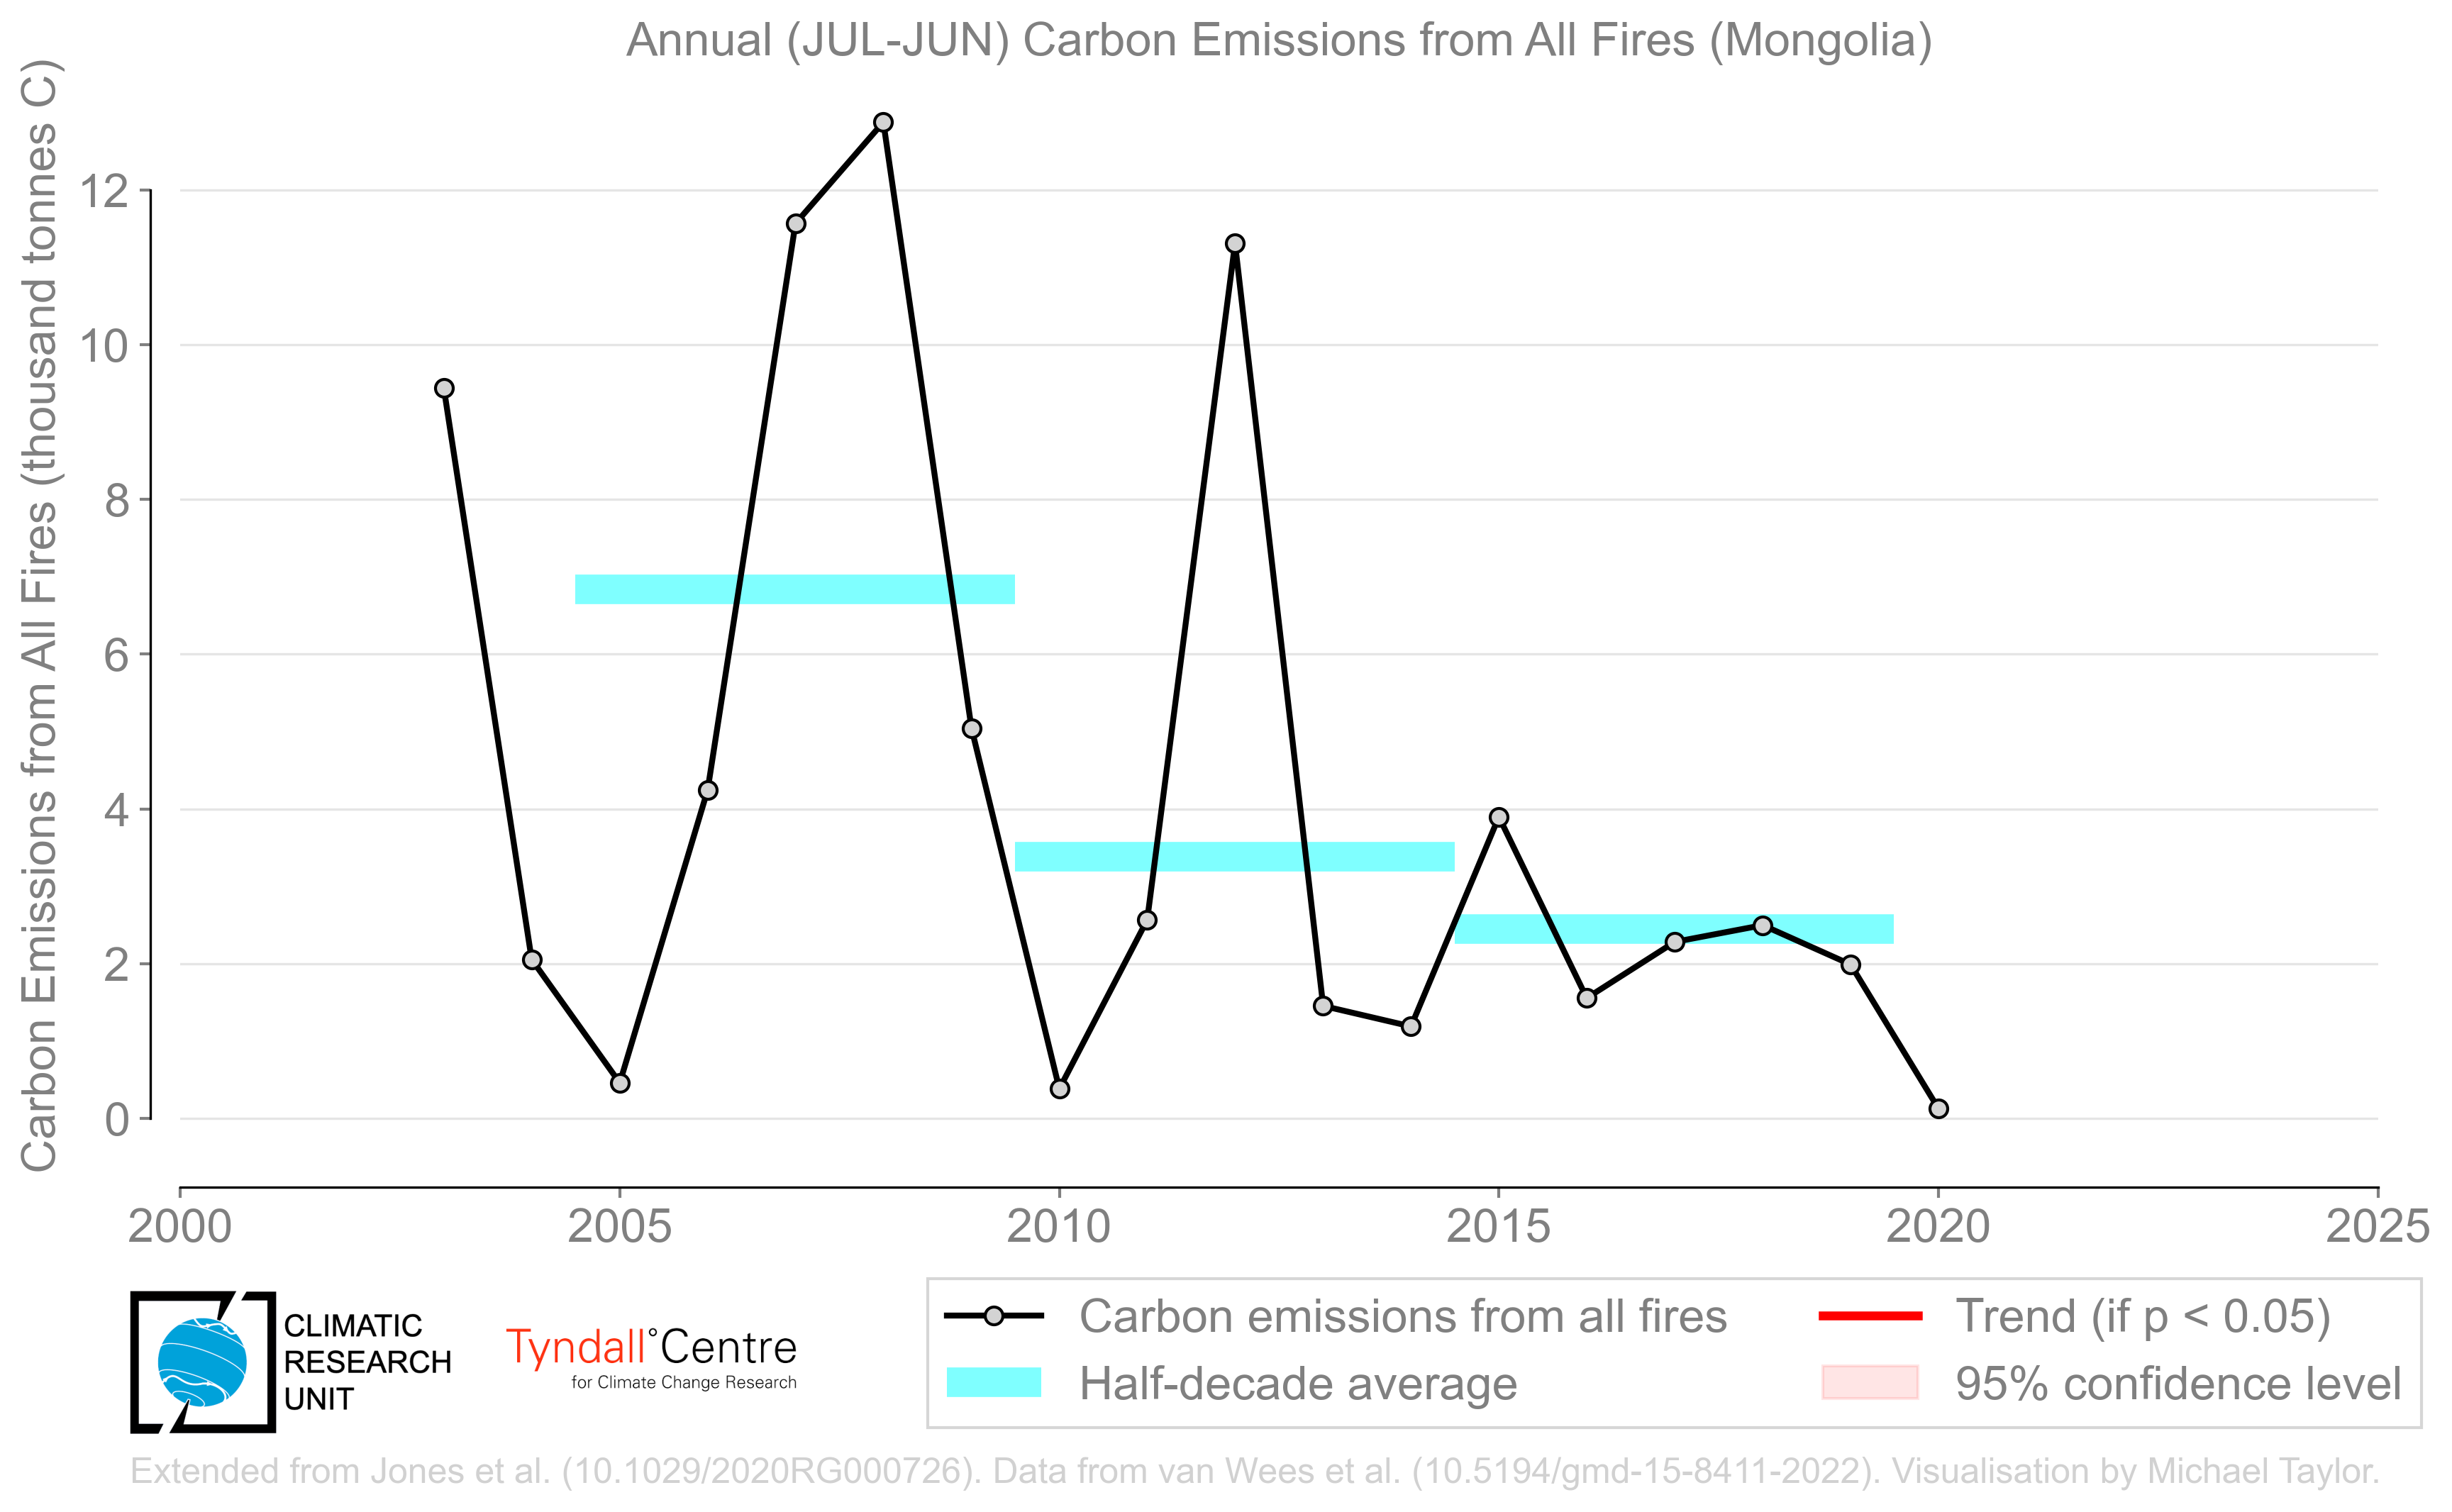 Annual (JUL-JUN) Carbon Emissions from All Fires (Mongolia)
Carbon Emissions from All Fires (thousand tonnes C)
12
10
8
6
4
2
0
2000 2005 2010 2015 2020 2025
CLIMATIC
RESEARCH
UNIT
Tyndall°Centre
for Climate Change Research
Carbon emissions from all fires
Half-decade average
Trend (if p < 0.05)
95% confidence level
Extended from Jones et al. (10.1029/2020RG000726). Data from van Wees et al. (10.5194/gmd-15-8411-2022). Visualisation by Michael Taylor.